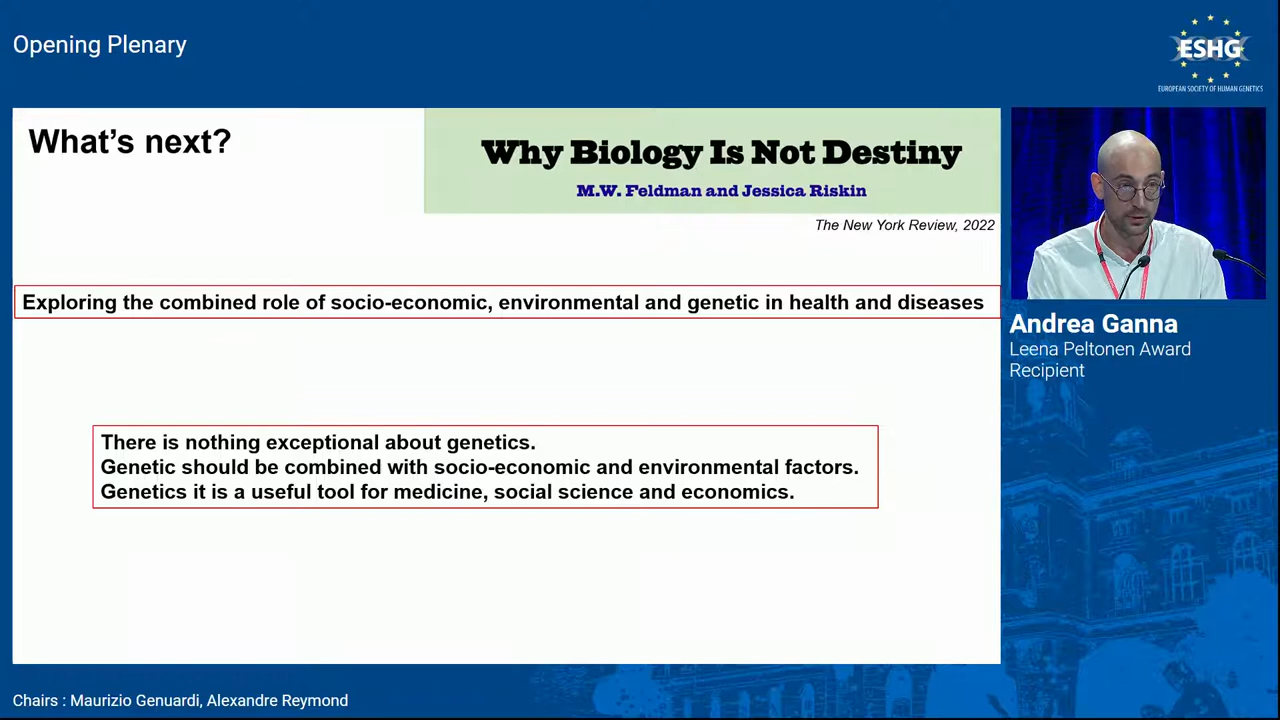 Opening Plenary
ESHG
EUROPEAN SOCIETY OF HUMAN GENETICS
What's next?
Why Biology Is Not Destiny
M.W. Feldman and Jessica Riskin
The New York Review, 2022
Exploring the combined role of socio-economic, environmental and genetic in health and diseases
There is nothing exceptional about genetics.
Genetic should be combined with socio-economic and environmental factors.
Genetics it is a useful tool for medicine, social science and economics.
Andrea Ganna
Leena Peltonen Award
Recipient
Chairs : Maurizio Genuardi, Alexandre Reymond